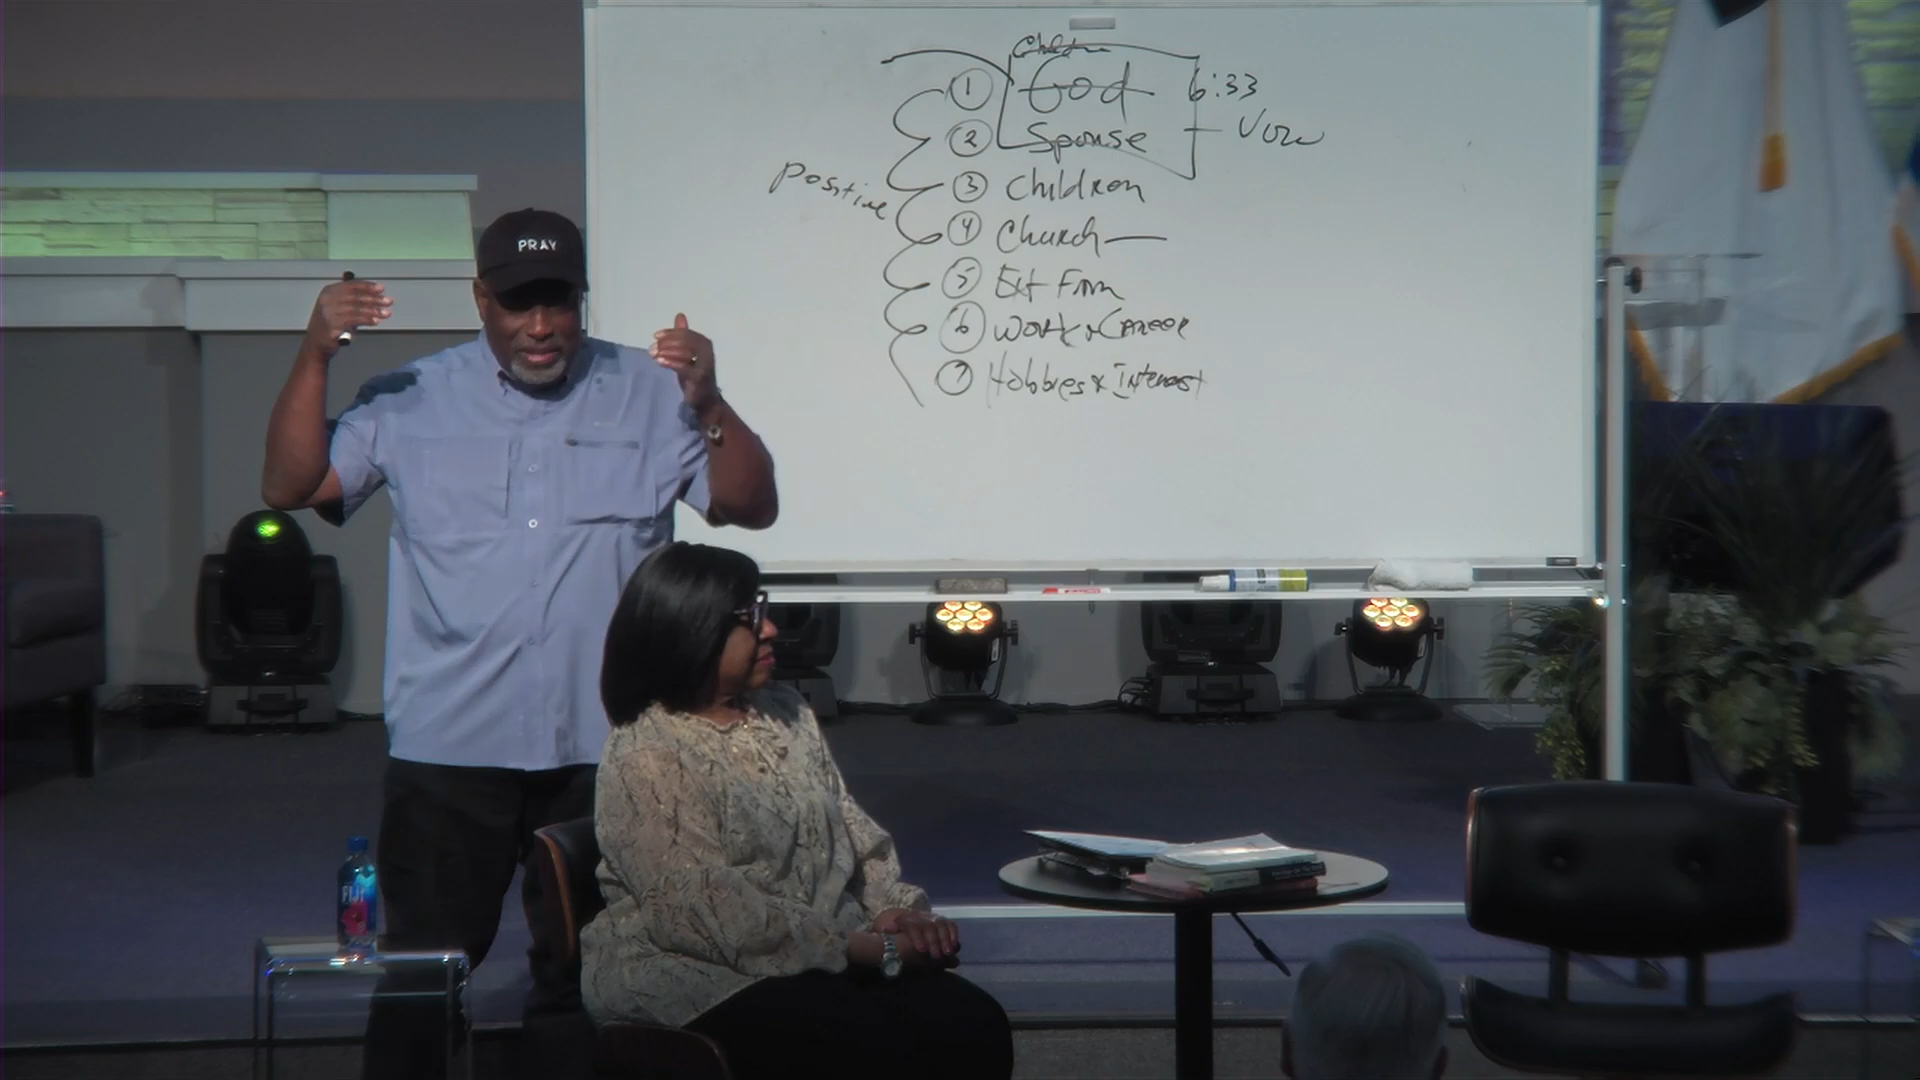 Children
① God 6:33
② Spouse - Vow
③ Children
④ Church -
⑤ Ext Fam
⑥ Work & Career
⑦ Hobbies & Interest
Positive
PRAY
FIJI